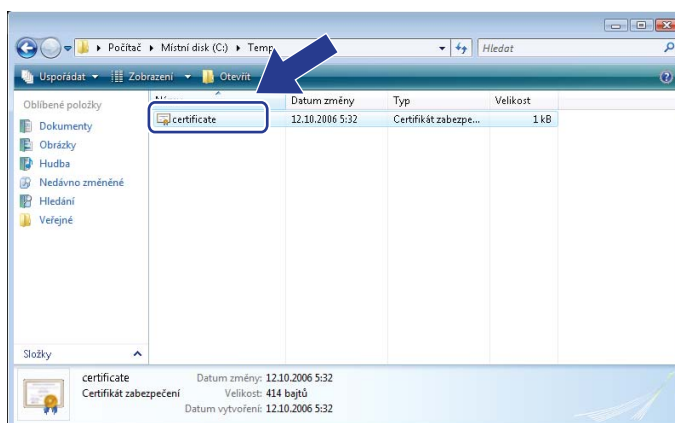 Počítač ▸ Místní disk (C:) ▸ Temp
Hledat
Uspořádat Zobrazení Otevřít
Oblíbené položky
Dokumenty
Obrázky
Hudba
Nedávno změněné
Hledání
Veřejné
Složky
Datum změny Typ Velikost
certificate 12.10.2006 5:32 Certifikát zabezpe... 1 kB
certificate Datum změny: 12.10.2006 5:32
Certifikát zabezpečení Velikost: 414 bajtů
Datum vytvoření: 12.10.2006 5:32